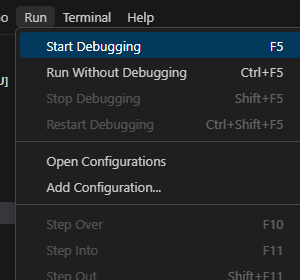 Go Run Terminal Help
Start Debugging F5
Run Without Debugging Ctrl+F5
Stop Debugging Shift+F5
Restart Debugging Ctrl+Shift+F5
Open Configurations
Add Configuration...
Step Over F10
Step Into F11
Step Out Shift+F11